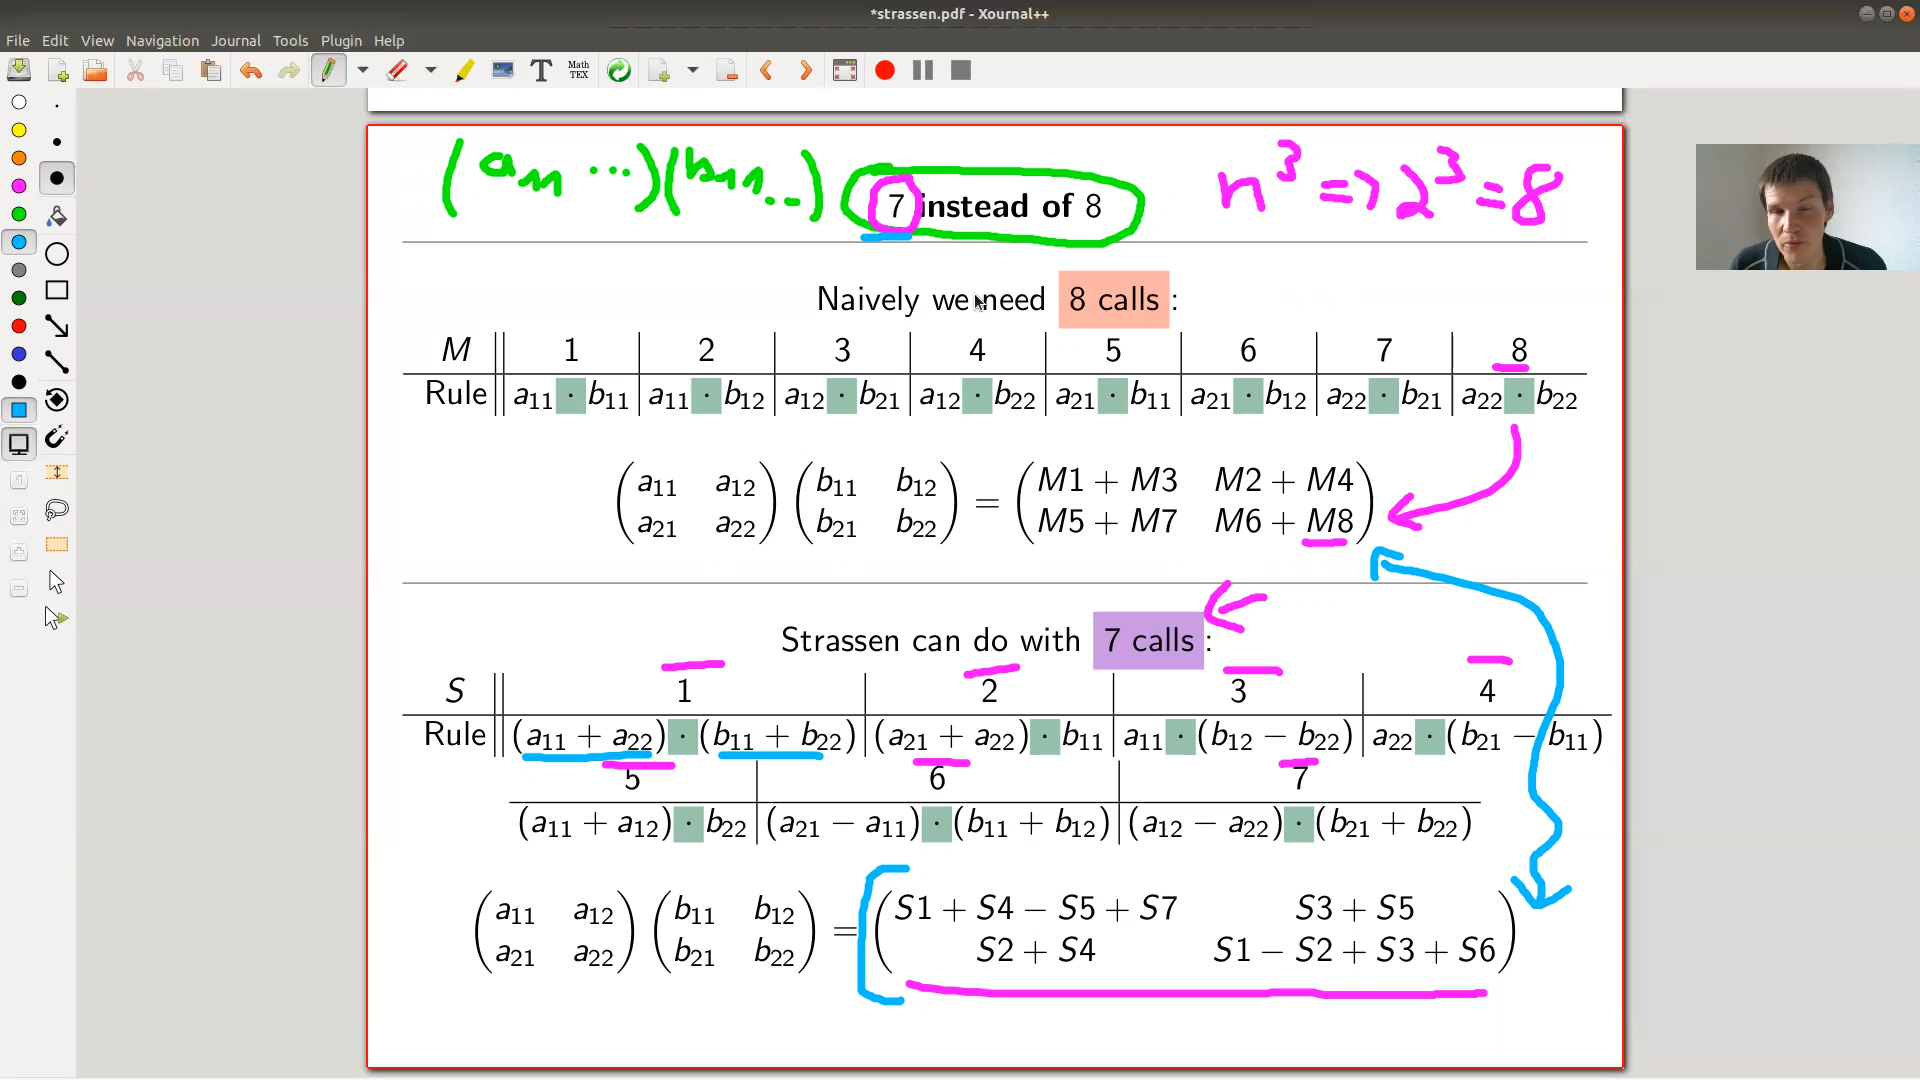 *strassen.pdf - Xournal++
File Edit View Navigation Journal Tools Plugin Help
T Math TEX
(a₁₁ ...)(b₁₁ ...) 7 instead of 8 n³ => 2³ = 8
Naively we need 8 calls :
M 1 2 3 4 5 6 7 8
Rule a₁₁ · b₁₁ a₁₁ · b₁₂ a₁₂ · b₂₁ a₁₂ · b₂₂ a₂₁ · b₁₁ a₂₁ · b₁₂ a₂₂ · b₂₁ a₂₂ · b₂₂
(a₁₁ a₁₂) (b₁₁ b₁₂) = (M1 + M3 M2 + M4)
(a₂₁ a₂₂) (b₂₁ b₂₂) (M5 + M7 M6 + M8)
Strassen can do with 7 calls :
S 1 2 3 4
Rule (a₁₁ + a₂₂) · (b₁₁ + b₂₂) (a₂₁ + a₂₂) · b₁₁ a₁₁ · (b₁₂ − b₂₂) a₂₂ · (b₂₁ − b₁₁)
5 6 7
(a₁₁ + a₁₂) · b₂₂ (a₂₁ − a₁₁) · (b₁₁ + b₁₂) (a₁₂ − a₂₂) · (b₂₁ + b₂₂)
(a₁₁ a₁₂) (b₁₁ b₁₂) = (S1 + S4 − S5 + S7 S3 + S5)
(a₂₁ a₂₂) (b₂₁ b₂₂) (S2 + S4 S1 − S2 + S3 + S6)